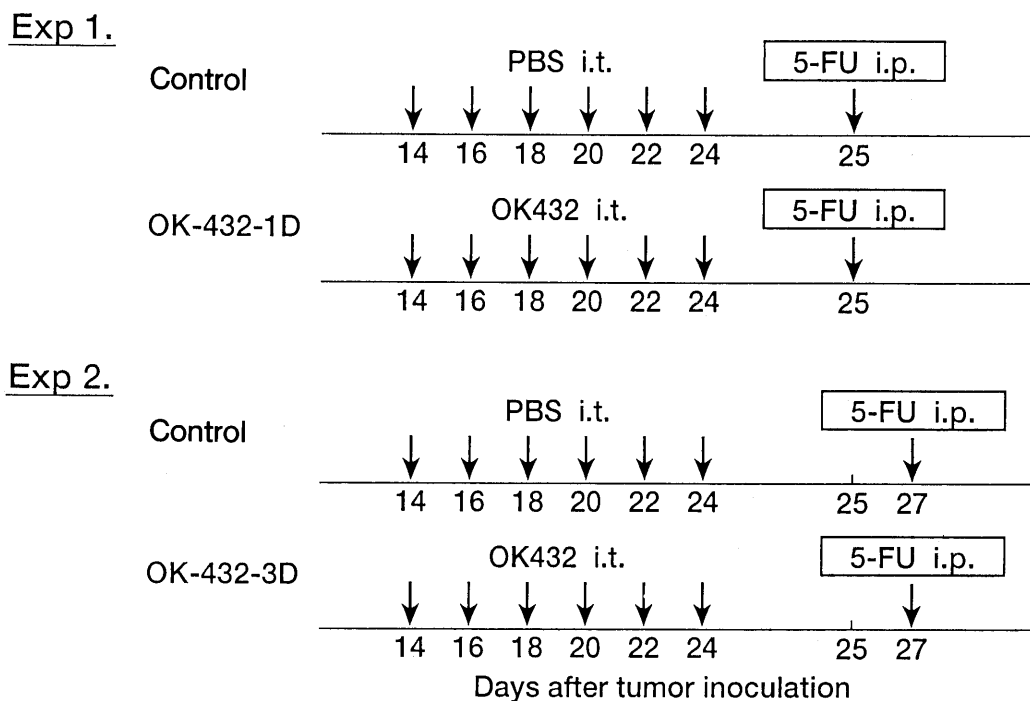 Exp 1.
PBS i.t.
5-FU i.p.
Control
14 16 18 20 22 24 25
OK432 i.t.
5-FU i.p.
OK-432-1D
14 16 18 20 22 24 25
Exp 2.
PBS i.t.
5-FU i.p.
Control
14 16 18 20 22 24 25 27
OK432 i.t.
5-FU i.p.
OK-432-3D
14 16 18 20 22 24 25 27
Days after tumor inoculation